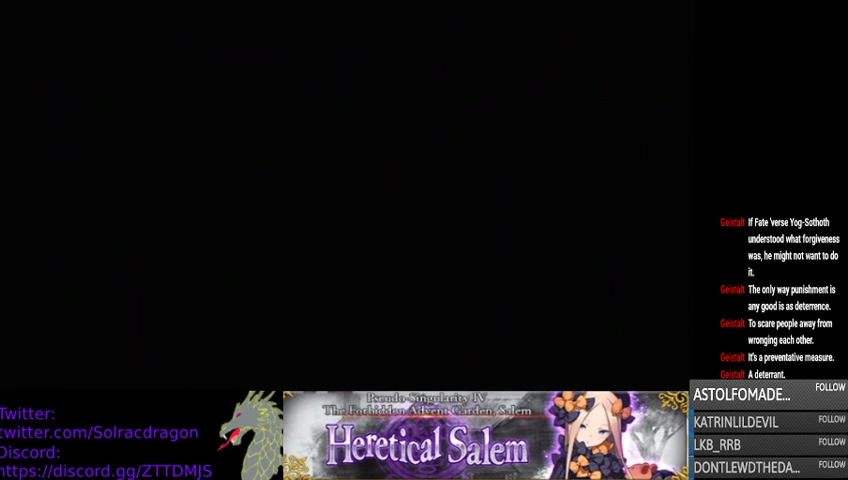 Geistalt If Fate 'verse Yog-Sothoth
understood what forgiveness
was, he might not want to do
it.
Geistalt The only way punishment is
any good is as deterrence.
Geistalt To scare people away from
wronging each other.
Geistalt It's a preventative measure.
Geistalt A deterrant.
Twitter:
twitter.com/Solracdragon
Discord:
https://discord.gg/ZTTDMJS
Pseudo Singularity IV
The Forbidden Advent Garden, Salem
Heretical Salem
ASTOLFOMADE... FOLLOW
KATRINLILDEVIL FOLLOW
LKB_RRB FOLLOW
DONTLEWDTHEDA... FOLLOW